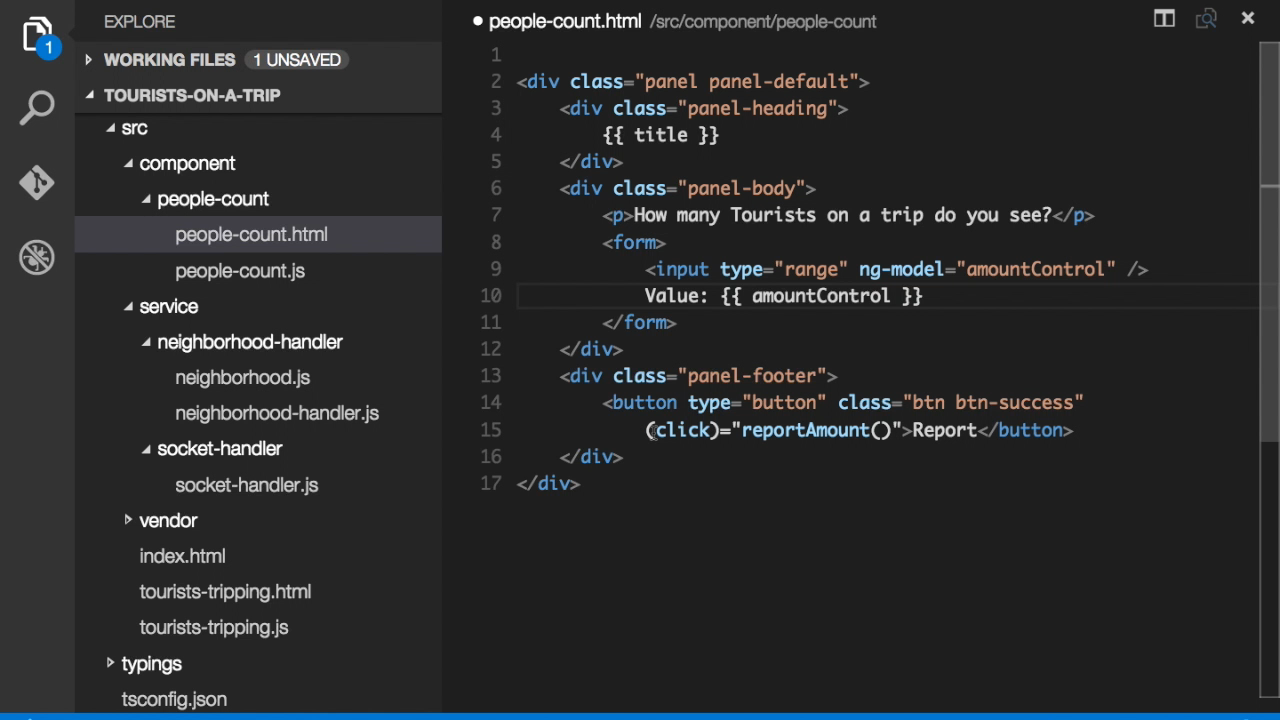 1
EXPLORE
WORKING FILES 1 UNSAVED
TOURISTS-ON-A-TRIP
src
component
people-count
people-count.html
people-count.js
service
neighborhood-handler
neighborhood.js
neighborhood-handler.js
socket-handler
socket-handler.js
vendor
index.html
tourists-tripping.html
tourists-tripping.js
typings
tsconfig.json
people-count.html /src/component/people-count
1
2 <div class="panel panel-default">
3 <div class="panel-heading">
4 {{ title }}
5 </div>
6 <div class="panel-body">
7 <p>How many Tourists on a trip do you see?</p>
8 <form>
9 <input type="range" ng-model="amountControl" />
10 Value: {{ amountControl }}
11 </form>
12 </div>
13 <div class="panel-footer">
14 <button type="button" class="btn btn-success"
15 (click)="reportAmount()">Report</button>
16 </div>
17 </div>